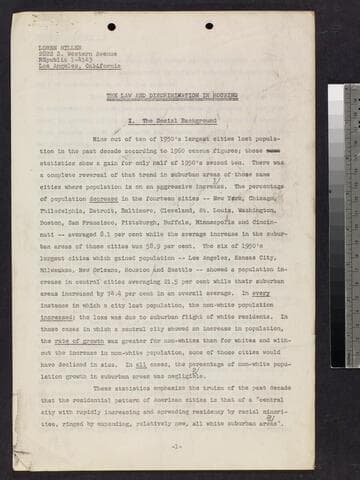 LOREN MILLER
2822 S. Western Avenue
REpublic 1-4145
Los Angeles, California
THE LAW AND DISCRIMINATION IN HOUSING
I. The Social Background
Nine out of ten of 1950's largest cities lost popula-
tion in the past decade according to 1960 census figures; those
statistics show a gain for only half of 1950's second ten. There was
a complete reversal of that trend in suburban areas of those same
cities where population is on an aggressive increase. The percentage
of population decrease in the fourteen cities -- New York, Chicago,
Philadelphia, Detroit, Baltimore, Cleveland, St. Louis, Washington,
Boston, San Francisco, Pittsburgh, Buffalo, Minneapolis and Cincin-
nati -- averaged 8.1 per cent while the average increase in the subur-
ban areas of those cities was 58.9 per cent. The six of 1950's
largest cities which gained population -- Los Angeles, Kansas City,
Milwaukee, New Orleans, Houston and Seattle -- showed a population in-
crease in central cities averaging 21.5 per cent while their suburban
areas increased by 74.4 per cent in an overall average. In every
instance in which a city lost population, the non-white population
increased; the loss was due to suburban flight of white residents. In
those cases in which a central city showed an increase in population,
the rate of growth was greater for non-whites than for whites and with-
out the increase in non-white population, some of those cities would
have declined in size. In all cases, the percentage of non-white popu-
lation growth in suburban areas was negligible.
These statistics emphasize the truism of the past decade
that the residential pattern of American cities is that of a "central
city with rapidly increasing and spreading residency by racial minori-
ties, ringed by expanding, relatively new, all white suburban areas".
-1-